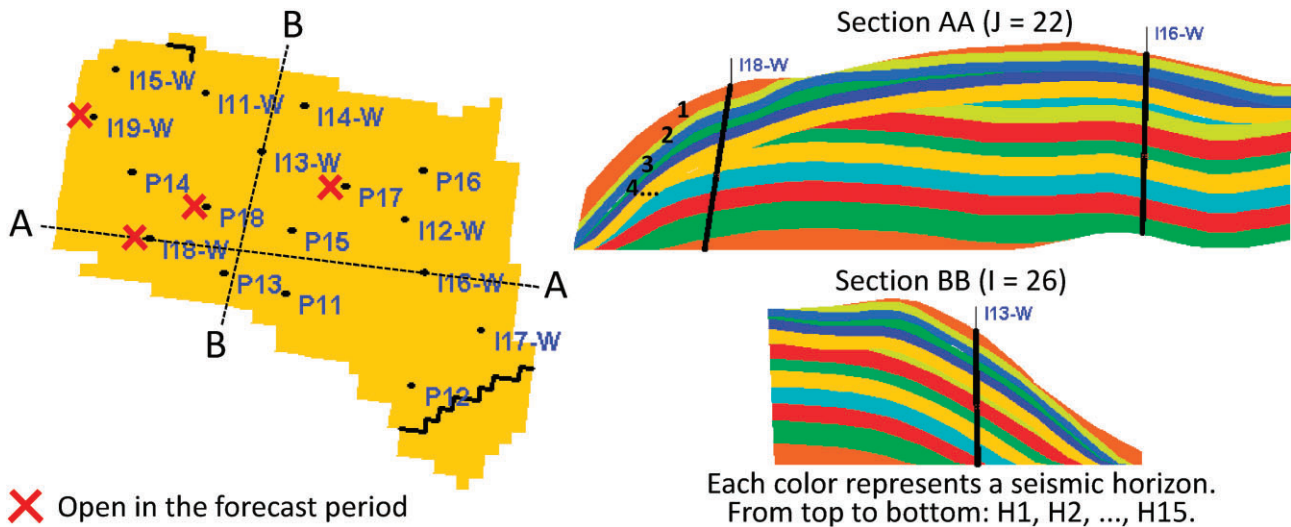 B
I15-W
I11-W
I14-W
I19-W
I13-W
P14
P17
P16
P18
A
I12-W
P15
I18-W
P13
I16-W
A
P11
B
I17-W
P12
Open in the forecast period
Section AA (J = 22)
I16-W
I18-W
1
2
3
4...
Section BB (I = 26)
I13-W
Each color represents a seismic horizon.
From top to bottom: H1, H2, ..., H15.